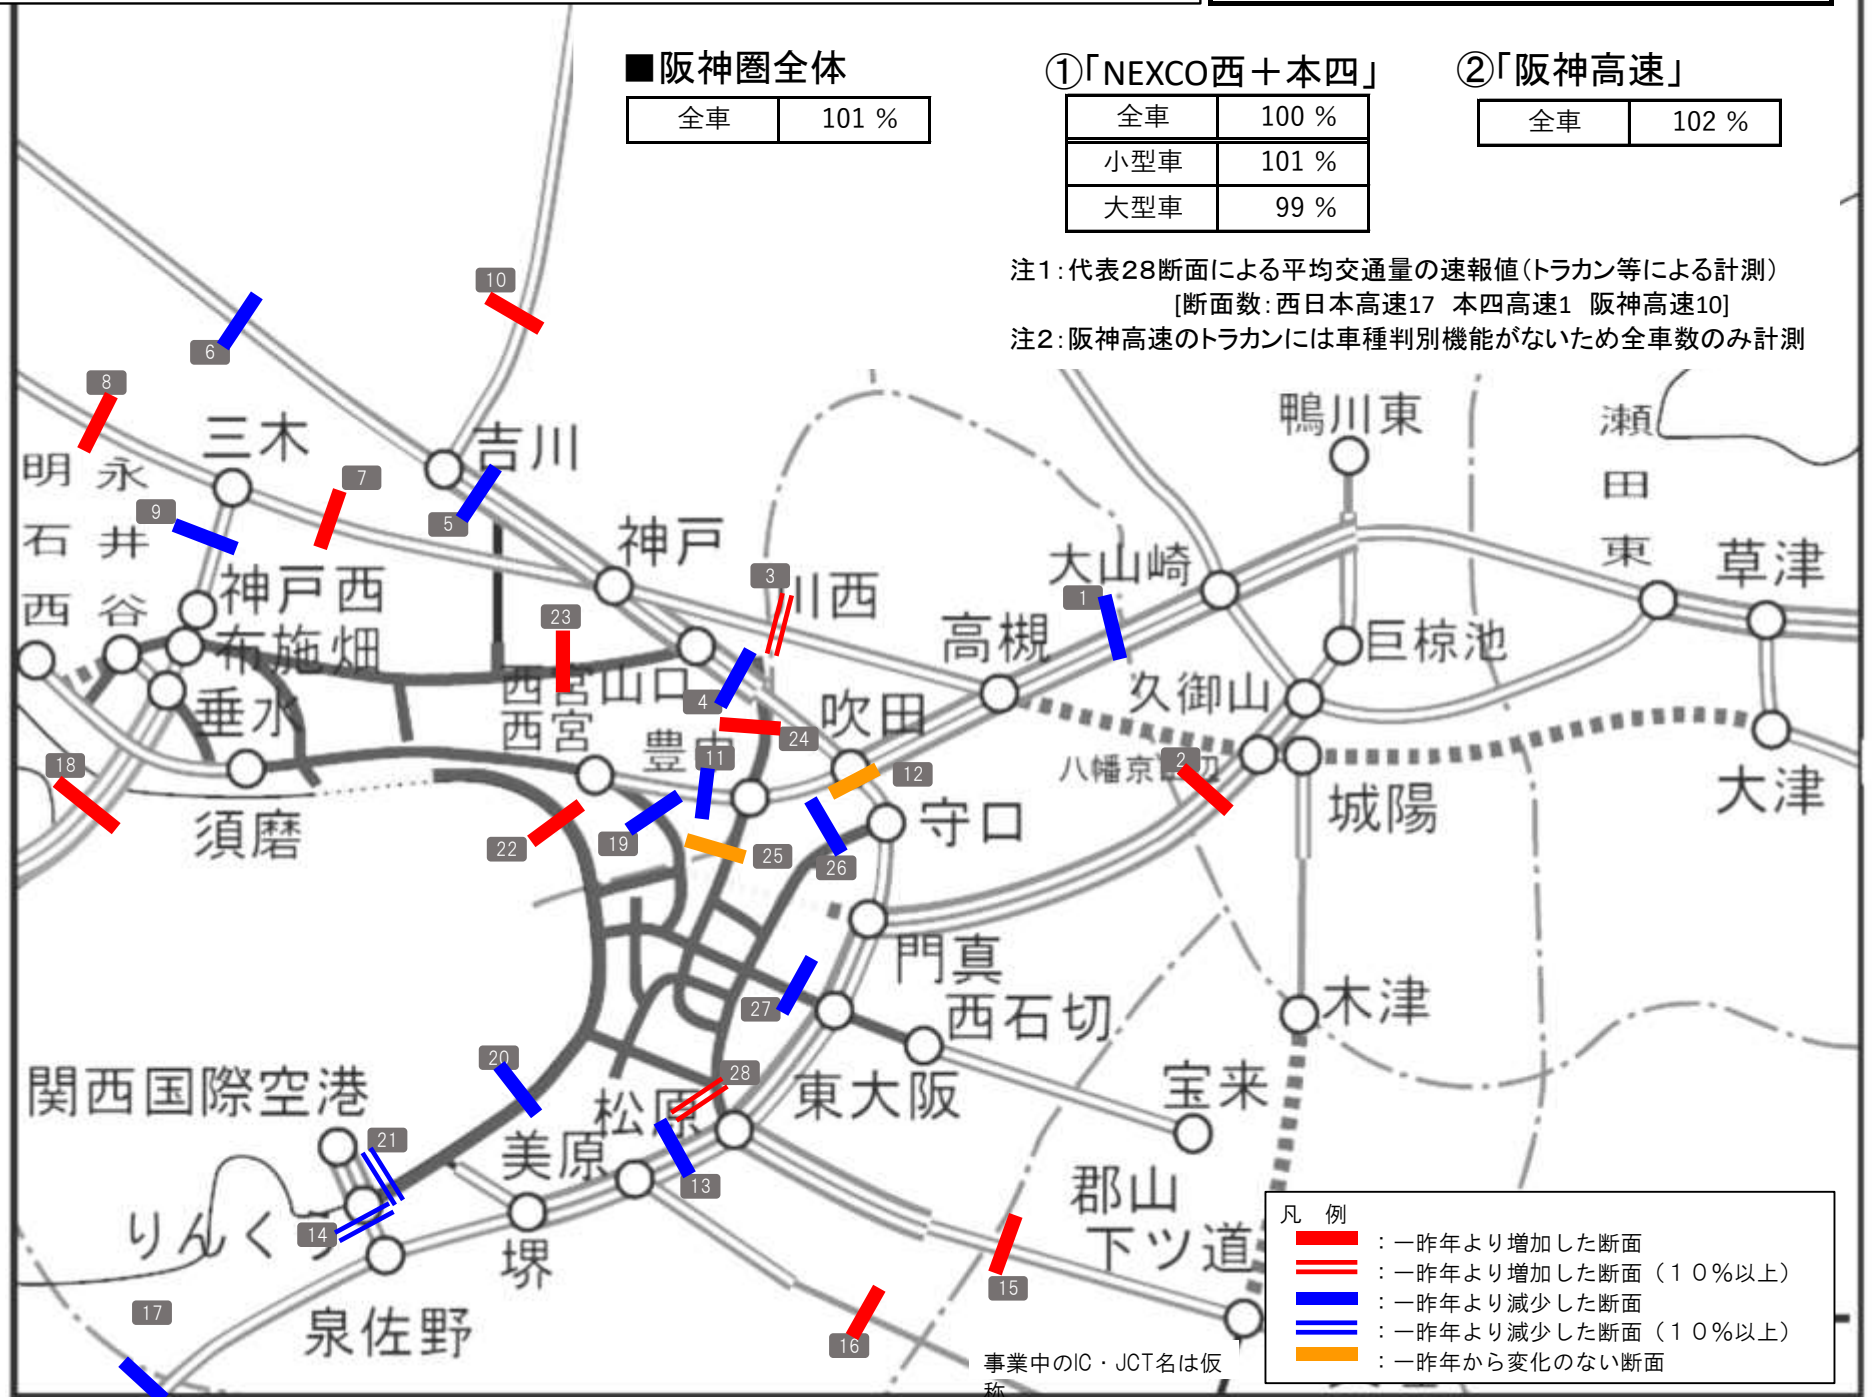 ■阪神圏全体
全車 101 %
①「NEXCO西＋本四」
全車 100 %
小型車 101 %
大型車 99 %
②「阪神高速」
全車 102 %
注1：代表28断面による平均交通量の速報値（トラカン等による計測）
[断面数：西日本高速17 本四高速1 阪神高速10]
注2：阪神高速のトラカンには車種判別機能がないため全車数のみ計測
10
6
8
三木
吉川
鴨川東
瀬田東
明石西
永井谷
7
9
5
神戸
大山崎
草津
神戸西
3
川西
1
布施畑
23
高槻
巨椋池
西宮山口
4
久御山
垂水
西宮
吹田
24
豊中
11
12
八幡京田辺
2
大津
18
須磨
守口
城陽
22
19
25
26
門真
27
西石切
木津
20
関西国際空港
松原
28
東大阪
宝来
21
美原
13
郡山下ツ道
14
りんくう
堺
15
17
泉佐野
16
事業中のIC・JCT名は仮
称
凡 例
：一昨年より増加した断面
：一昨年より増加した断面（１０％以上）
：一昨年より減少した断面
：一昨年より減少した断面（１０％以上）
：一昨年から変化のない断面